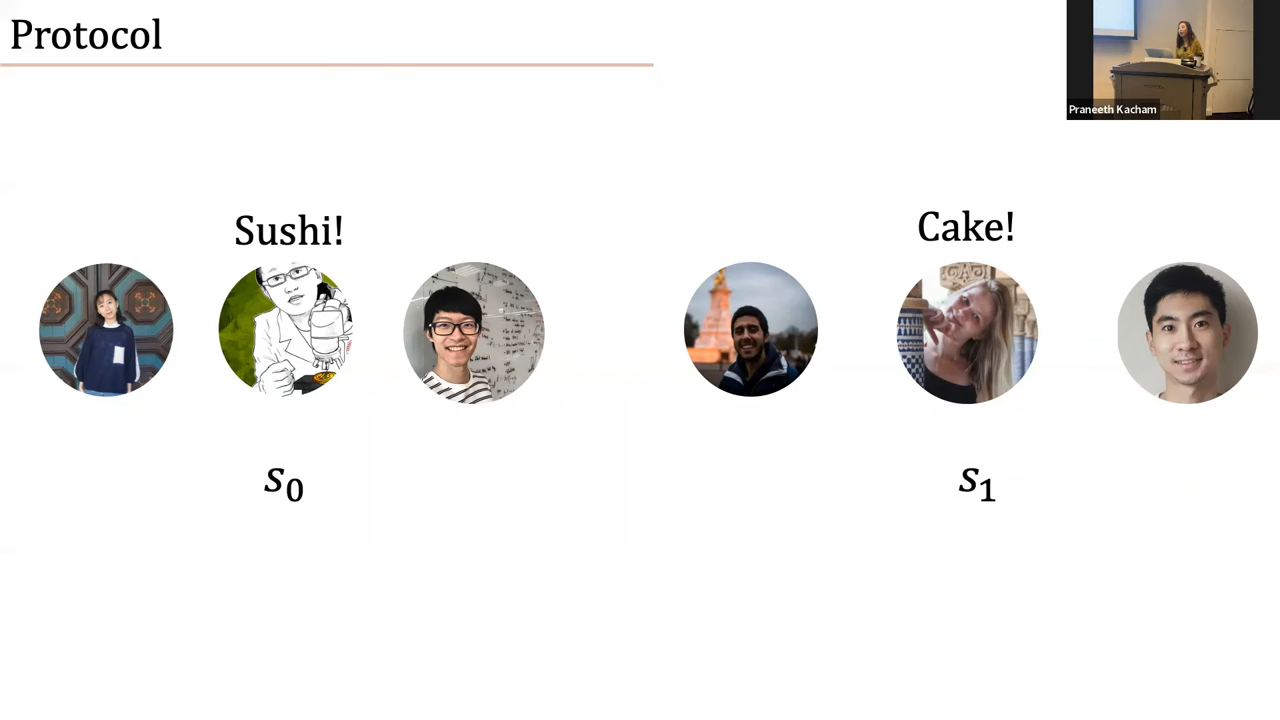 Protocol
Praneeth Kacham
Sushi!
Cake!
s₀
s₁